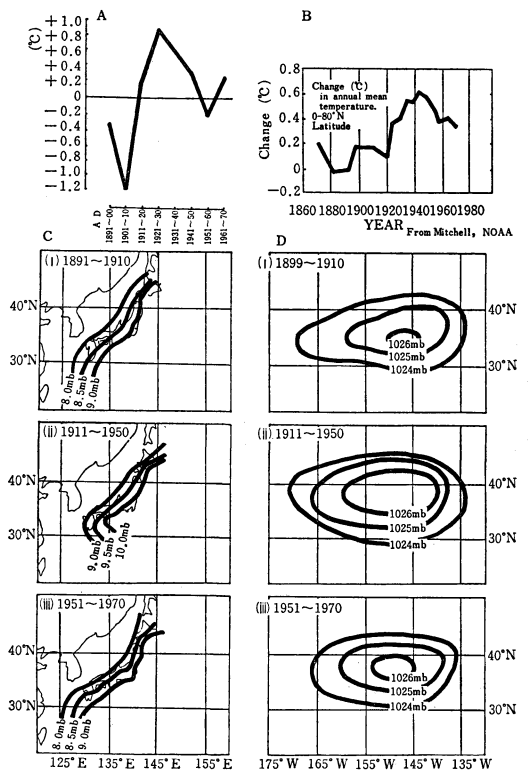 A
(℃)
+1.0
+0.8
+0.6
+0.4
+0.2
0
−0.2
−0.4
−0.6
−0.8
−1.0
−1.2
A D
1891~00
1901~10
1911~20
1921~30
1931~40
1941~50
1951~60
1961~70
B
Change (℃)
0.8
0.6
0.4
0.2
0
−0.2
Change (℃)
in annual mean
temperature.
0-80°N
Latitude
1860 1880 1900 1920 1940 1960 1980
YEAR
From Mitchell, NOAA
C
(i) 1891~1910
40°N
30°N
8.0mb
8.5mb
9.0mb
(ii) 1911~1950
40°N
30°N
9.0mb
9.5mb
10.0mb
(iii) 1951~1970
40°N
30°N
8.0mb
8.5mb
9.0mb
125°E 135°E 145°E 155°E
D
(i) 1899~1910
40°N
30°N
1026mb
1025mb
1024mb
(ii) 1911~1950
40°N
30°N
1026mb
1025mb
1024mb
(iii) 1951~1970
40°N
30°N
1026mb
1025mb
1024mb
175°W 165°W 155°W 145°W 135°W